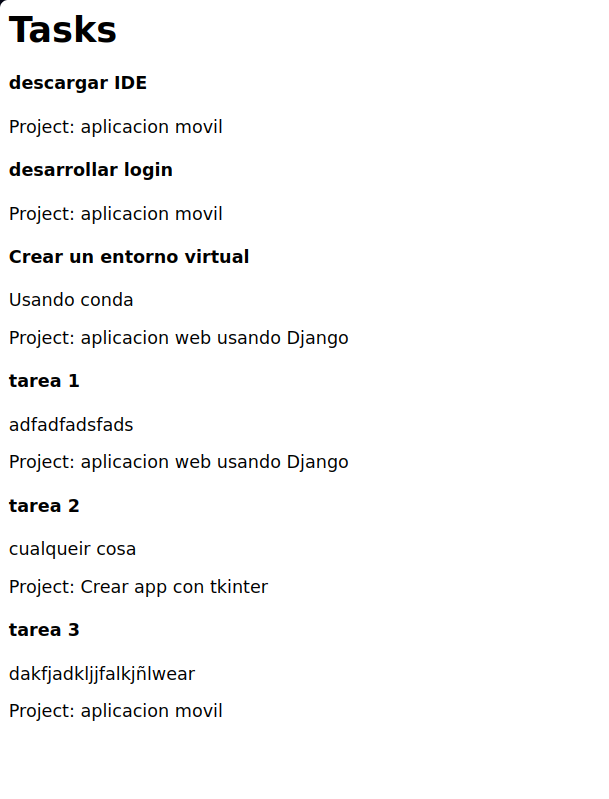 Tasks
descargar IDE
Project: aplicacion movil
desarrollar login
Project: aplicacion movil
Crear un entorno virtual
Usando conda
Project: aplicacion web usando Django
tarea 1
adfadfadsfads
Project: aplicacion web usando Django
tarea 2
cualqueir cosa
Project: Crear app con tkinter
tarea 3
dakfjadkljjfalkjñlwear
Project: aplicacion movil